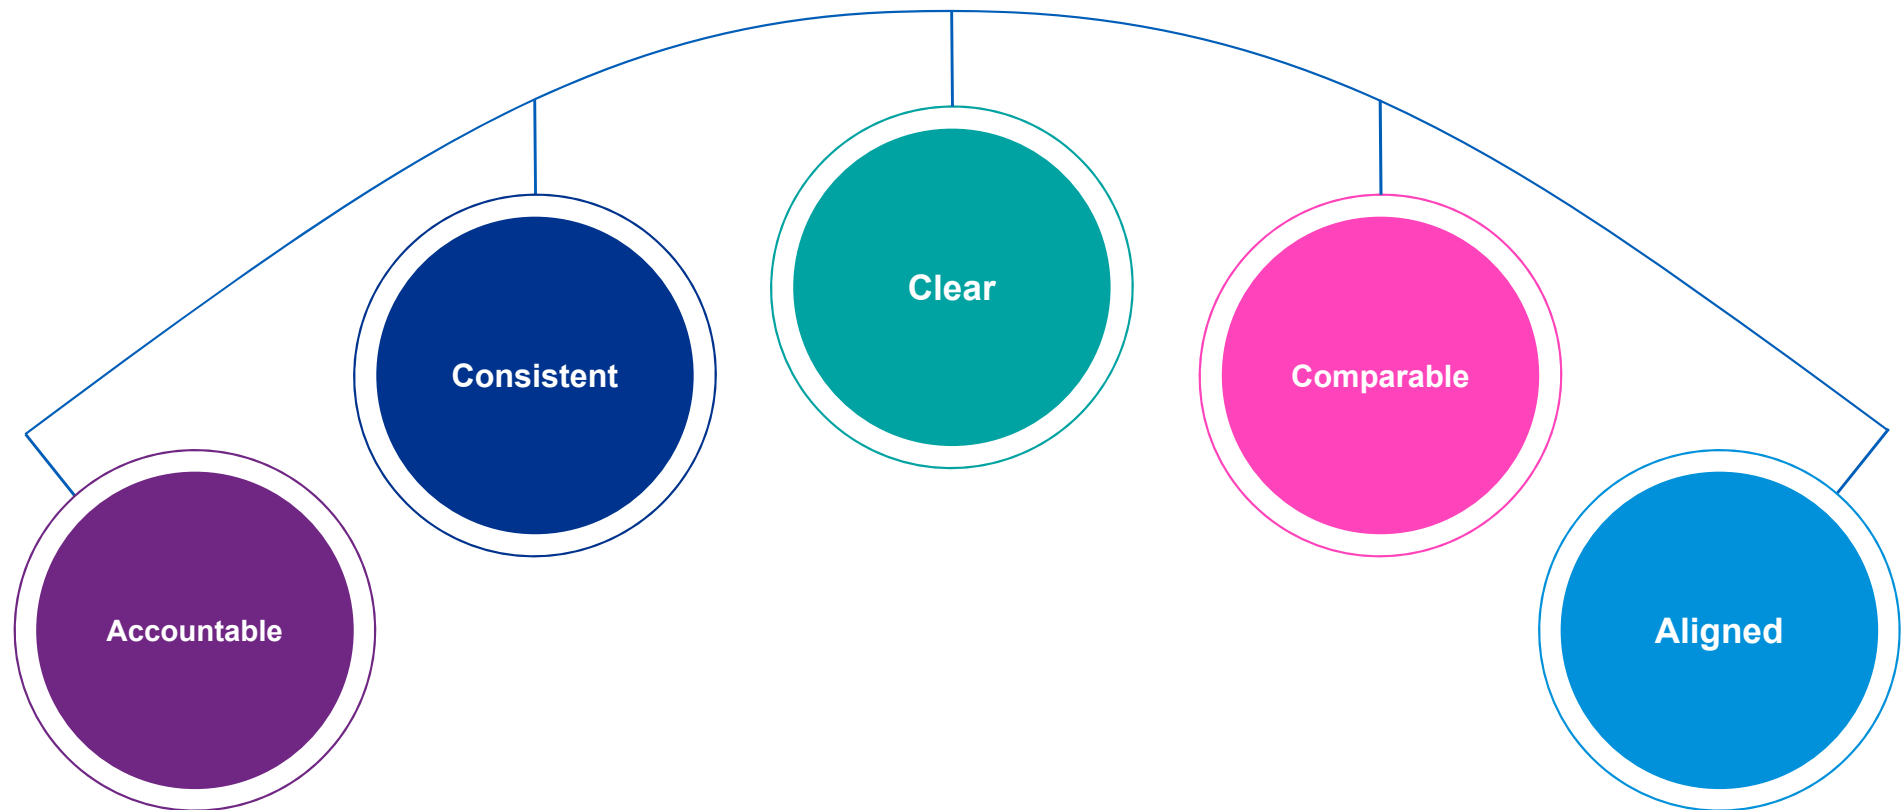 Accountable
Consistent
Clear
Comparable
Aligned